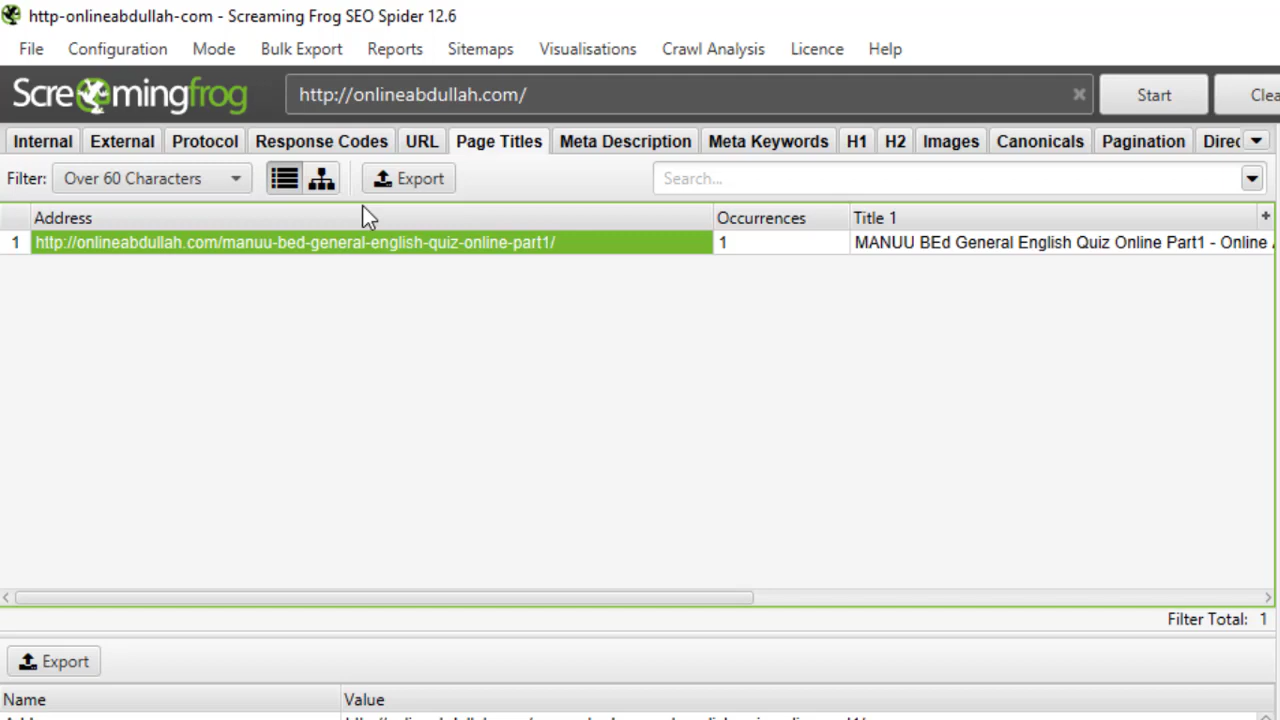 http-onlineabdullah-com - Screaming Frog SEO Spider 12.6
File Configuration Mode Bulk Export Reports Sitemaps Visualisations Crawl Analysis Licence Help
Screamingfrog http://onlineabdullah.com/ Start Clea
Internal External Protocol Response Codes URL Page Titles Meta Description Meta Keywords H1 H2 Images Canonicals Pagination Direc
Filter: Over 60 Characters Export Search...
Address Occurrences Title 1 +
1 http://onlineabdullah.com/manuu-bed-general-english-quiz-online-part1/ 1 MANUU BEd General English Quiz Online Part1 - Online
Filter Total: 1
Export
Name Value